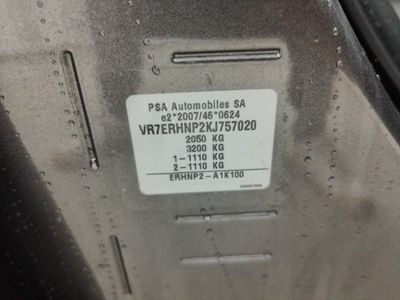 PSA Automobiles SA
e2*2007/46*0624
VR7ERHNP2KJ757020
2050 KG
3200 KG
1-1110 KG
2-1110 KG
ERHNP2-A1K100